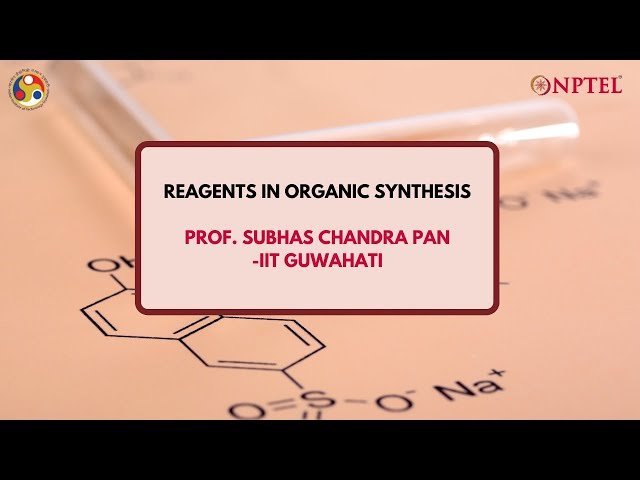 NPTEL
REAGENTS IN ORGANIC SYNTHESIS
PROF. SUBHAS CHANDRA PAN
-IIT GUWAHATI
Na+
OH
O=S-O- Na+
O